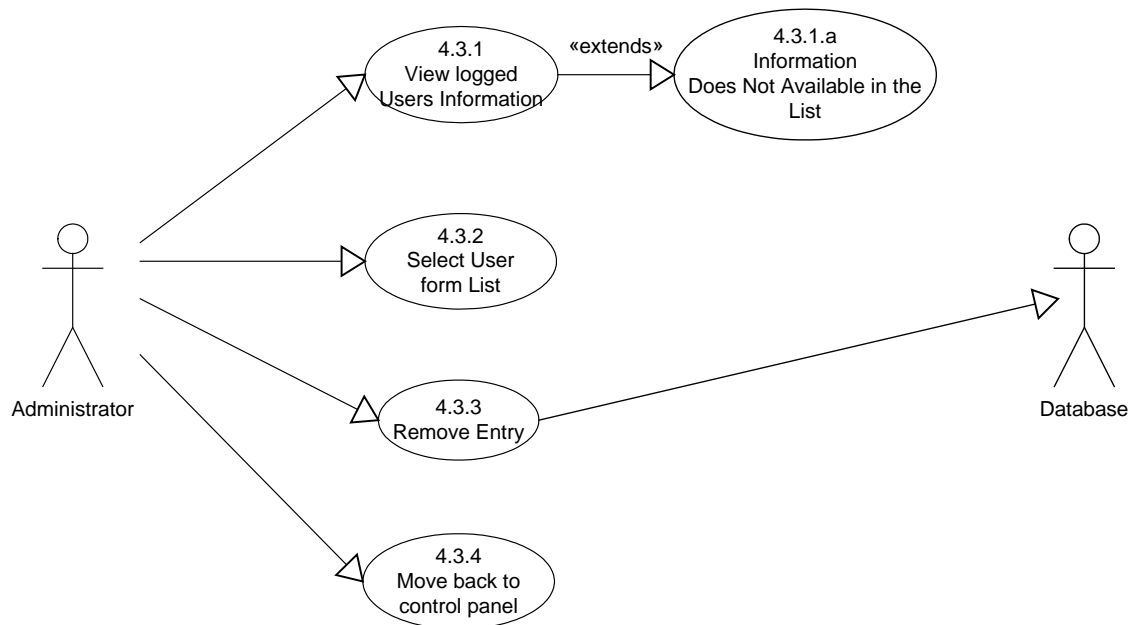 4.3.1
View logged
Users Information
«extends»
4.3.1.a
Information
Does Not Available in the
List
4.3.2
Select User
form List
Administrator
Database
4.3.3
Remove Entry
4.3.4
Move back to
control panel